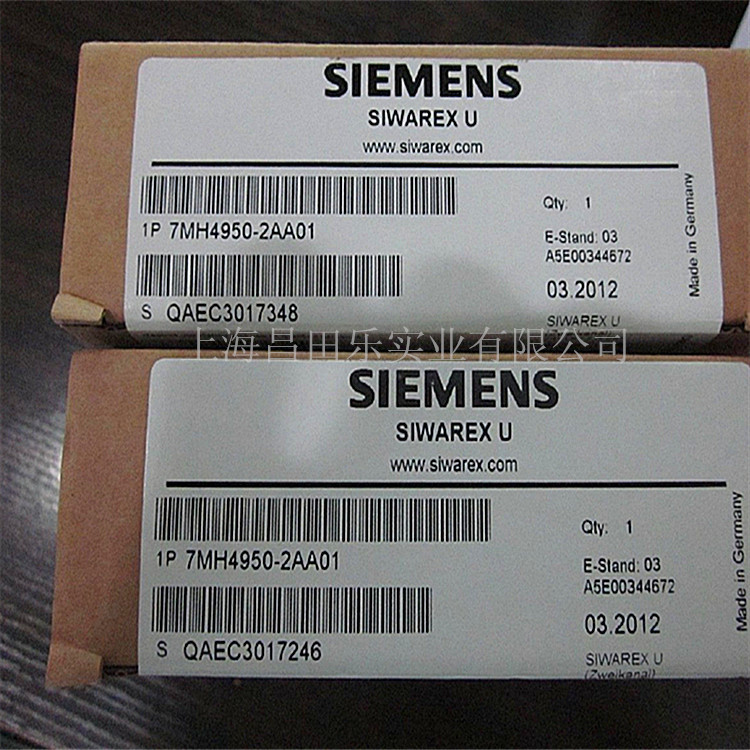 SIEMENS
SIWAREX U
www.siwarex.com
Qty: 1
1P 7MH4950-2AA01
E-Stand: 03
A5E00344672
03.2012
S QAEC3017348
SIWAREX U
(Zweikanal)
Made in Germany
上海昌田乐实业有限公司
SIEMENS
SIWAREX U
www.siwarex.com
Qty: 1
1P 7MH4950-2AA01
E-Stand: 03
A5E00344672
03.2012
S QAEC3017246
SIWAREX U
(Zweikanal)
Made in Germany